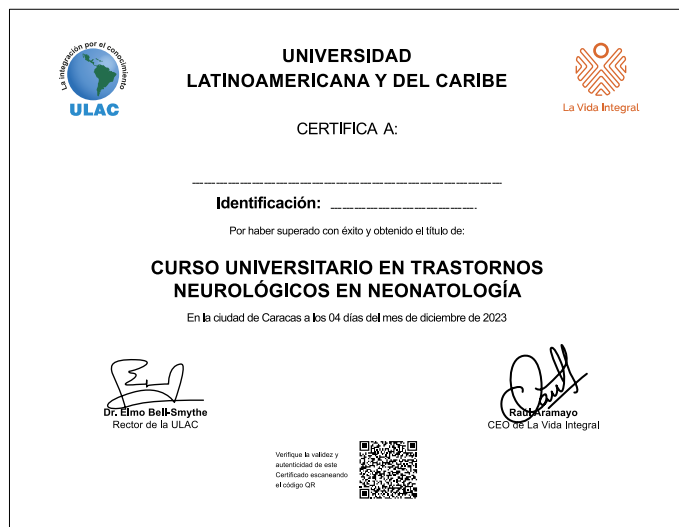 La integración por el conocimiento
ULAC
UNIVERSIDAD
LATINOAMERICANA Y DEL CARIBE
La Vida Integral
CERTIFICA A:
Identificación:
Por haber superado con éxito y obtenido el título de:
CURSO UNIVERSITARIO EN TRASTORNOS
NEUROLÓGICOS EN NEONATOLOGÍA
En la ciudad de Caracas a los 04 días del mes de diciembre de 2023
Dr. Elmo Bell-Smythe
Rector de la ULAC
Raúl Aramayo
CEO de La Vida Integral
Verifique la validez y
autenticidad de este
Certificado escaneando
el código QR